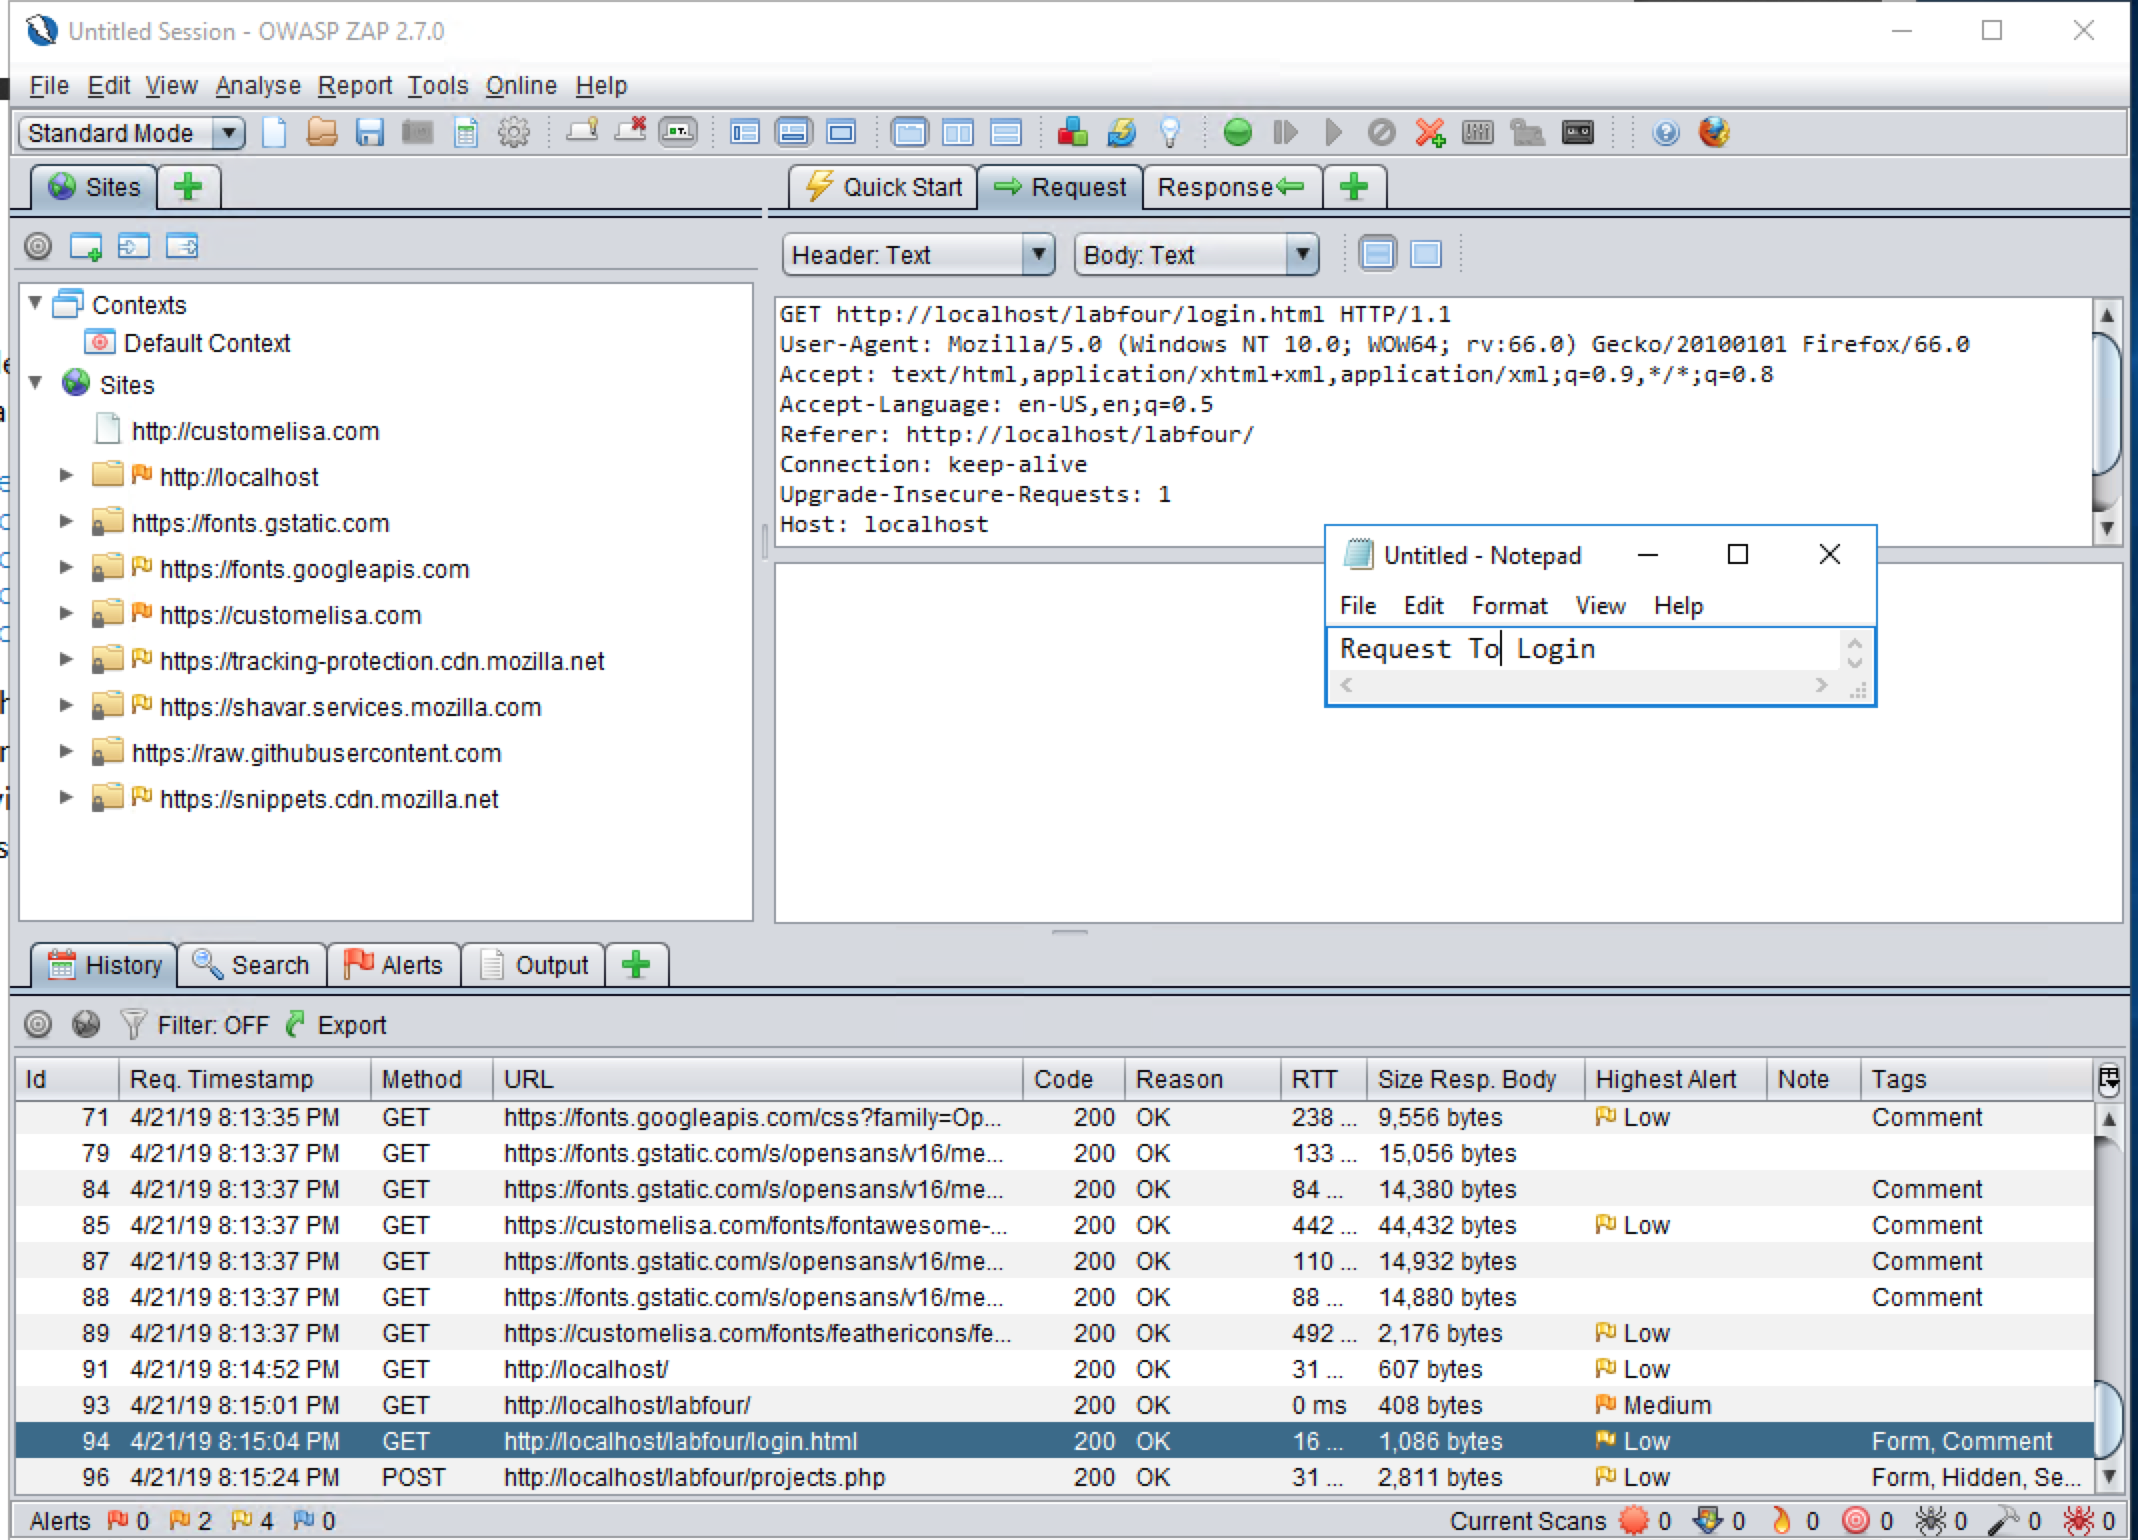 Untitled Session - OWASP ZAP 2.7.0
File Edit View Analyse Report Tools Online Help
Standard Mode
Sites
Quick Start Request Response
Header: Text Body: Text
Contexts
Default Context
Sites
http://customelisa.com
http://localhost
https://fonts.gstatic.com
https://fonts.googleapis.com
https://customelisa.com
https://tracking-protection.cdn.mozilla.net
https://shavar.services.mozilla.com
https://raw.githubusercontent.com
https://snippets.cdn.mozilla.net
GET http://localhost/labfour/login.html HTTP/1.1
User-Agent: Mozilla/5.0 (Windows NT 10.0; WOW64; rv:66.0) Gecko/20100101 Firefox/66.0
Accept: text/html,application/xhtml+xml,application/xml;q=0.9,*/*;q=0.8
Accept-Language: en-US,en;q=0.5
Referer: http://localhost/labfour/
Connection: keep-alive
Upgrade-Insecure-Requests: 1
Host: localhost
Untitled - Notepad
File Edit Format View Help
Request To Login
History Search Alerts Output
Filter: OFF Export
Id Req. Timestamp Method URL Code Reason RTT Size Resp. Body Highest Alert Note Tags
71 4/21/19 8:13:35 PM GET https://fonts.googleapis.com/css?family=Op... 200 OK 238 ... 9,556 bytes Low Comment
79 4/21/19 8:13:37 PM GET https://fonts.gstatic.com/s/opensans/v16/me... 200 OK 133 ... 15,056 bytes
84 4/21/19 8:13:37 PM GET https://fonts.gstatic.com/s/opensans/v16/me... 200 OK 84 ... 14,380 bytes Comment
85 4/21/19 8:13:37 PM GET https://customelisa.com/fonts/fontawesome-... 200 OK 442 ... 44,432 bytes Low Comment
87 4/21/19 8:13:37 PM GET https://fonts.gstatic.com/s/opensans/v16/me... 200 OK 110 ... 14,932 bytes Comment
88 4/21/19 8:13:37 PM GET https://fonts.gstatic.com/s/opensans/v16/me... 200 OK 88 ... 14,880 bytes Comment
89 4/21/19 8:13:37 PM GET https://customelisa.com/fonts/feathericons/fe... 200 OK 492 ... 2,176 bytes Low
91 4/21/19 8:14:52 PM GET http://localhost/ 200 OK 31 ... 607 bytes Low
93 4/21/19 8:15:01 PM GET http://localhost/labfour/ 200 OK 0 ms 408 bytes Medium
94 4/21/19 8:15:04 PM GET http://localhost/labfour/login.html 200 OK 16 ... 1,086 bytes Low Form, Comment
96 4/21/19 8:15:24 PM POST http://localhost/labfour/projects.php 200 OK 31 ... 2,811 bytes Low Form, Hidden, Se...
Alerts 0 2 4 0 Current Scans 0 0 0 0 0 0 0